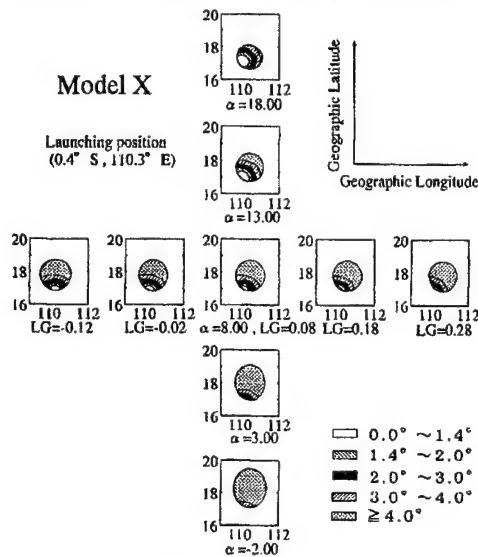 20
18
16
110 112
α=18.00
Model X
Launching position
(0.4° S , 110.3° E)
Geographic Latitude
Geographic Longitude
20
18
16
110 112
α=13.00
20
18
16
110 112
LG=-0.12
20
18
16
110 112
LG=-0.02
20
18
16
110 112
α=8.00 , LG=0.08
20
18
16
110 112
LG=0.18
20
18
16
110 112
LG=0.28
20
18
16
110 112
α=3.00
20
18
16
110 112
α=-2.00
0.0° ～1.4°
1.4° ～2.0°
2.0° ～3.0°
3.0° ～4.0°
≧4.0°